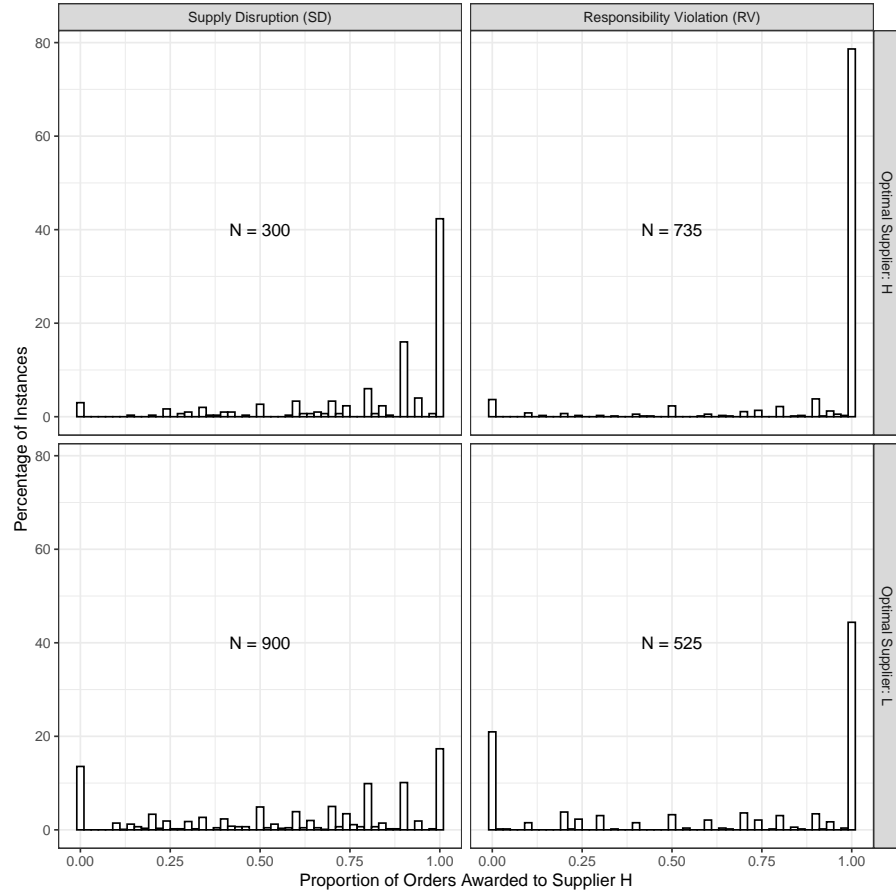 Supply Disruption (SD)
Responsibility Violation (RV)
80
60
40
20
0
N = 300
N = 735
Optimal Supplier: H
Percentage of Instances
80
60
40
20
0
N = 900
N = 525
Optimal Supplier: L
0.00
0.25
0.50
0.75
1.00
0.00
0.25
0.50
0.75
1.00
Proportion of Orders Awarded to Supplier H